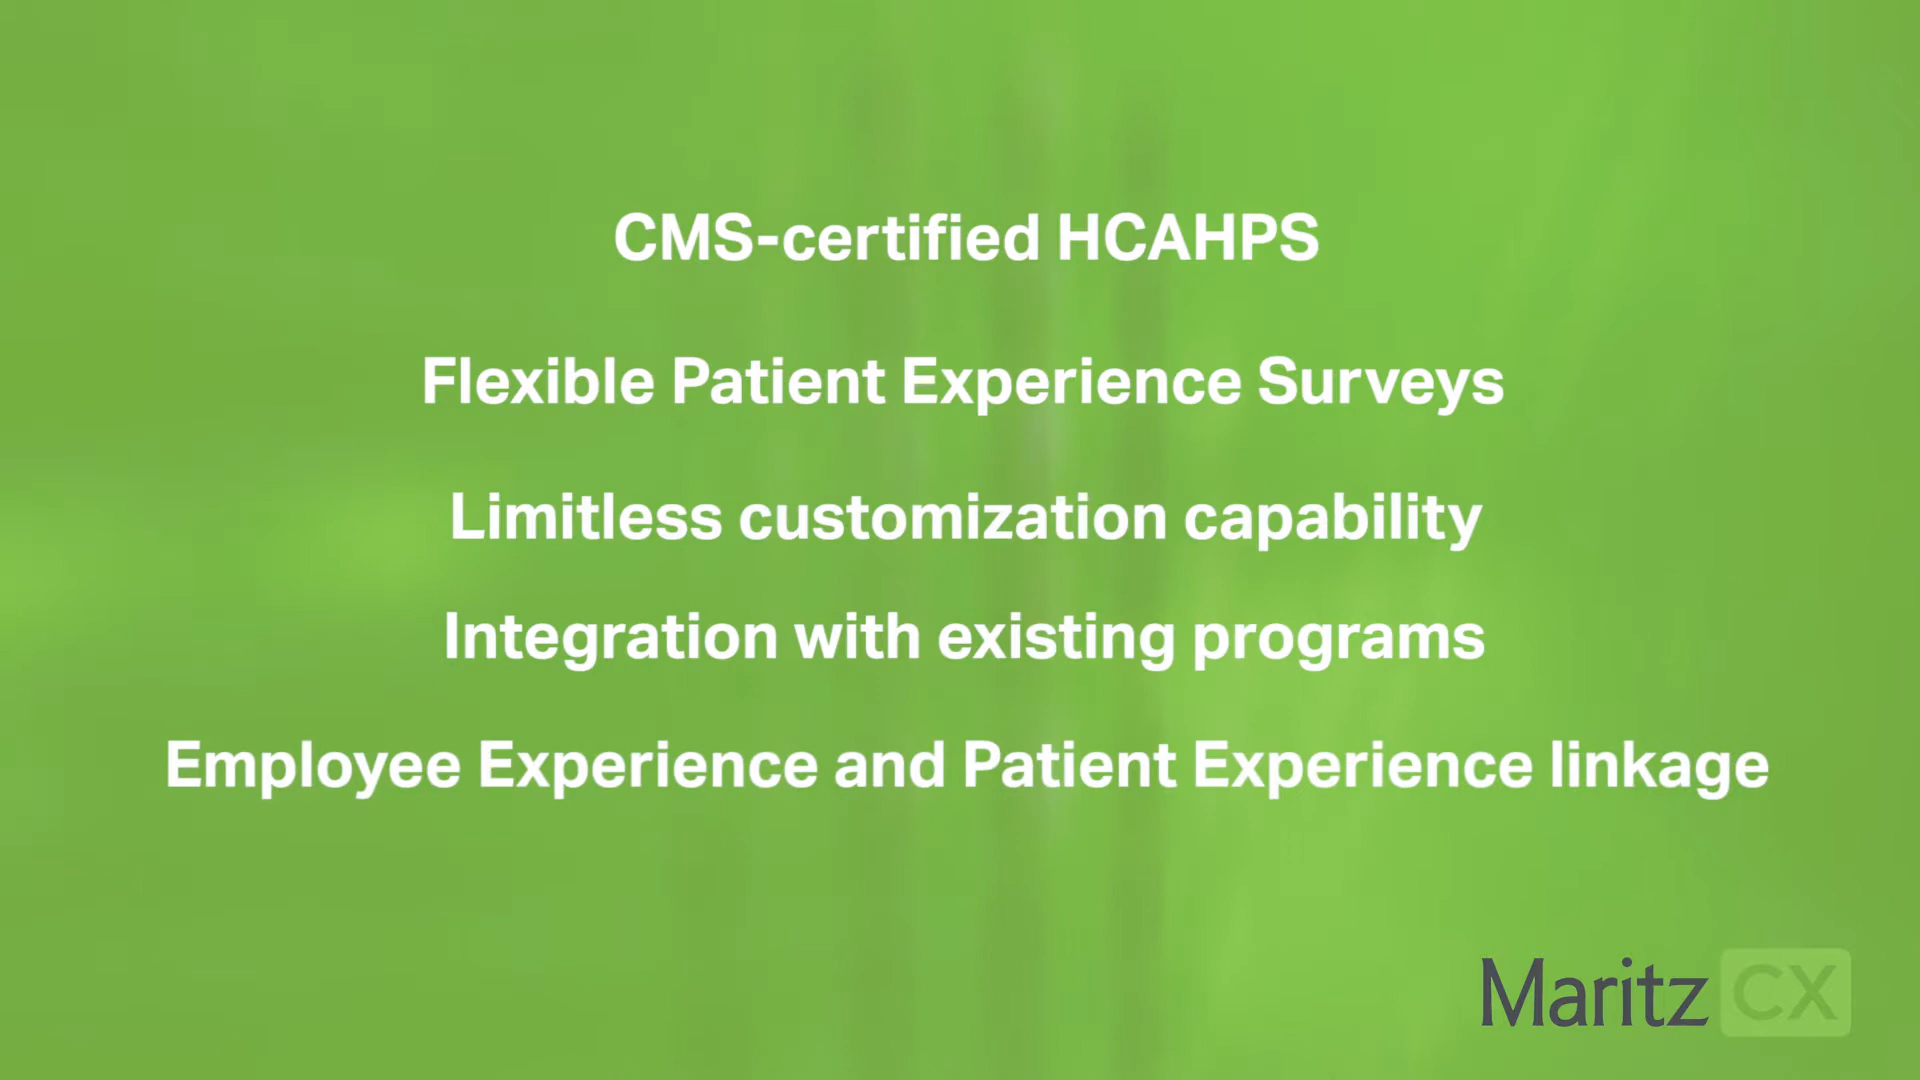 CMS-certified HCAHPS
Flexible Patient Experience Surveys
Limitless customization capability
Integration with existing programs
Employee Experience and Patient Experience linkage
Maritz CX